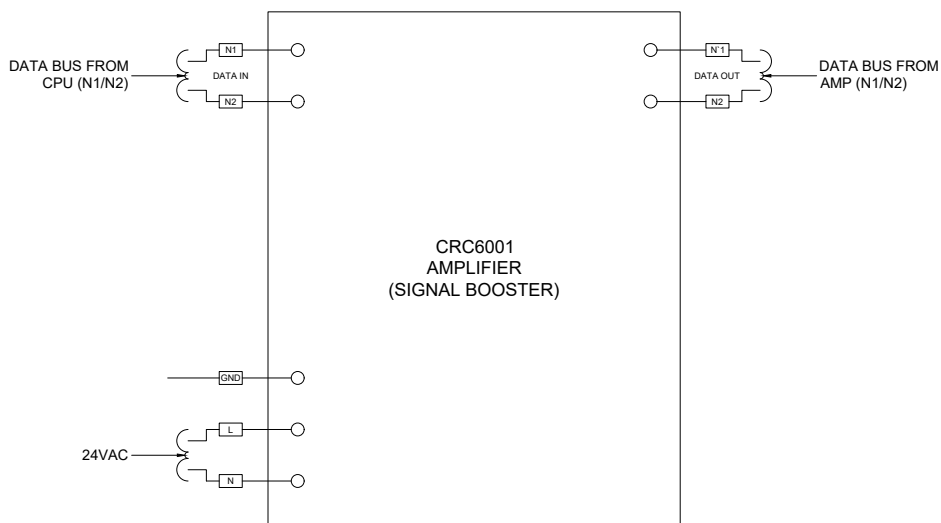 DATA BUS FROM
CPU (N1/N2)
N1
DATA IN
N2
N`1
DATA OUT
N2
DATA BUS FROM
AMP (N1/N2)
CRC6001
AMPLIFIER
(SIGNAL BOOSTER)
GND
L
24VAC
N